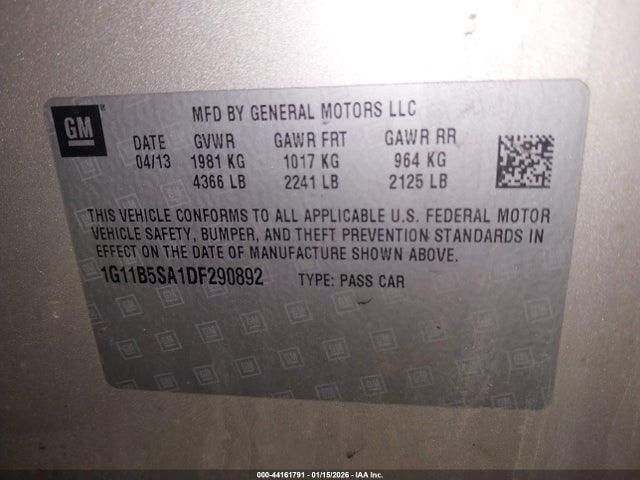 GM
MFD BY GENERAL MOTORS LLC
DATE GVWR GAWR FRT GAWR RR
04/13 1981 KG 1017 KG 964 KG
4366 LB 2241 LB 2125 LB
THIS VEHICLE CONFORMS TO ALL APPLICABLE U.S. FEDERAL MOTOR
VEHICLE SAFETY, BUMPER, AND THEFT PREVENTION STANDARDS IN
EFFECT ON THE DATE OF MANUFACTURE SHOWN ABOVE.
1G11B5SA1DF290892 TYPE: PASS CAR
000-44161791 - 01/15/2026 - IAA Inc.